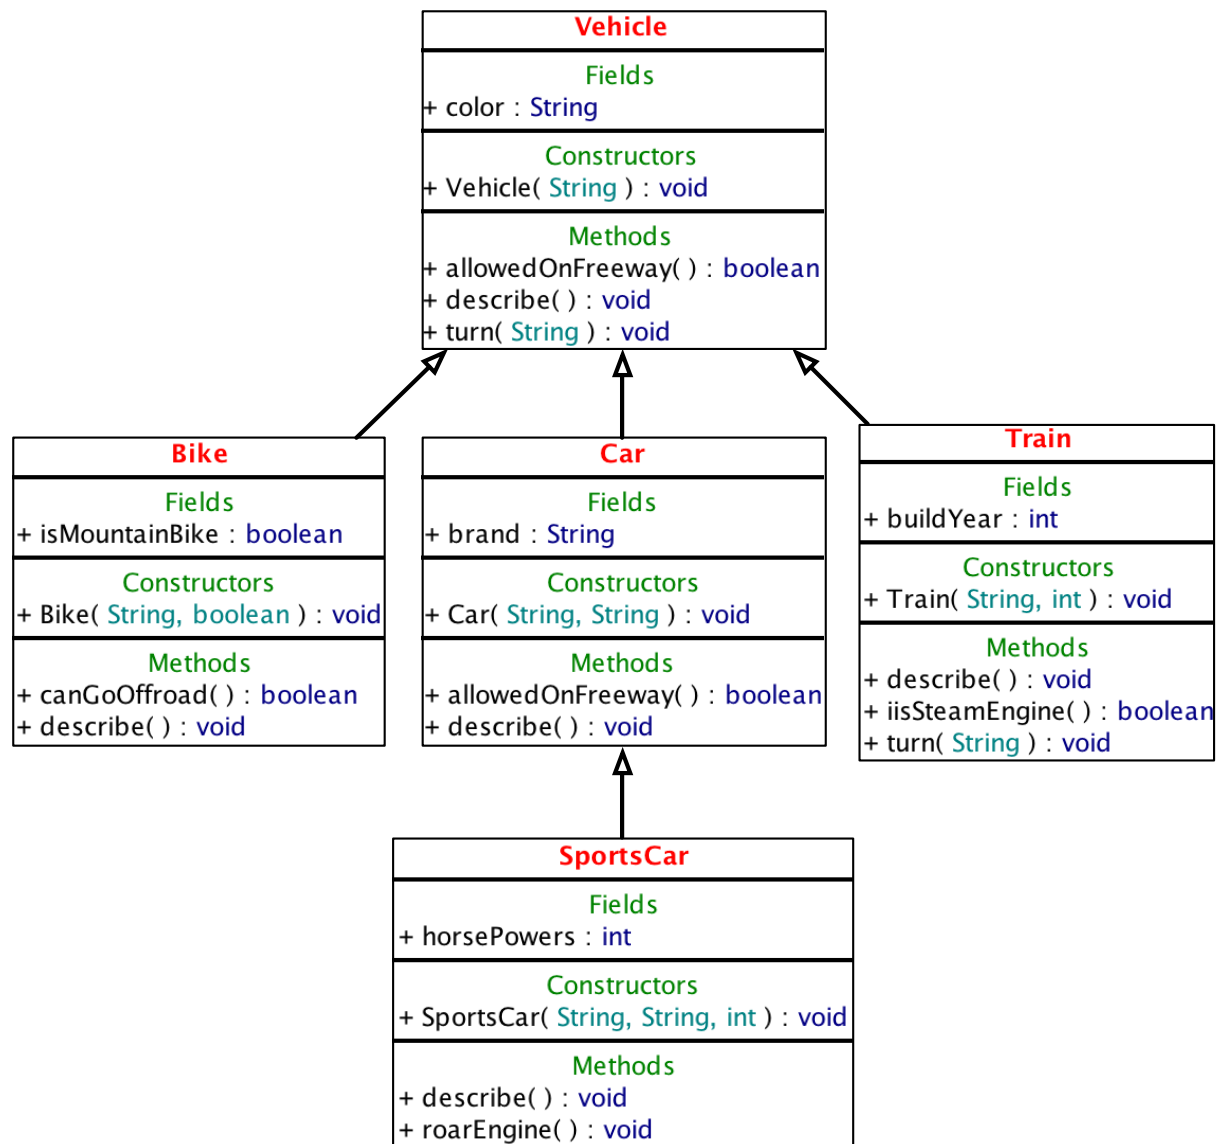 Vehicle
Fields
+ color : String
Constructors
+ Vehicle( String ) : void
Methods
+ allowedOnFreeway( ) : boolean
+ describe( ) : void
+ turn( String ) : void
Bike
Fields
+ isMountainBike : boolean
Constructors
+ Bike( String, boolean ) : void
Methods
+ canGoOffroad( ) : boolean
+ describe( ) : void
Car
Fields
+ brand : String
Constructors
+ Car( String, String ) : void
Methods
+ allowedOnFreeway( ) : boolean
+ describe( ) : void
Train
Fields
+ buildYear : int
Constructors
+ Train( String, int ) : void
Methods
+ describe( ) : void
+ iisSteamEngine( ) : boolean
+ turn( String ) : void
SportsCar
Fields
+ horsePowers : int
Constructors
+ SportsCar( String, String, int ) : void
Methods
+ describe( ) : void
+ roarEngine( ) : void